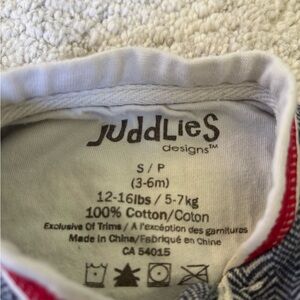 JuddLieS
designs™
S / P
(3-6m)
12-16lbs / 5-7kg
100% Cotton/Coton
Exclusive Of Trims / A l'exception des garnitures
Made in China/Fabriqué en Chine
CA 54015